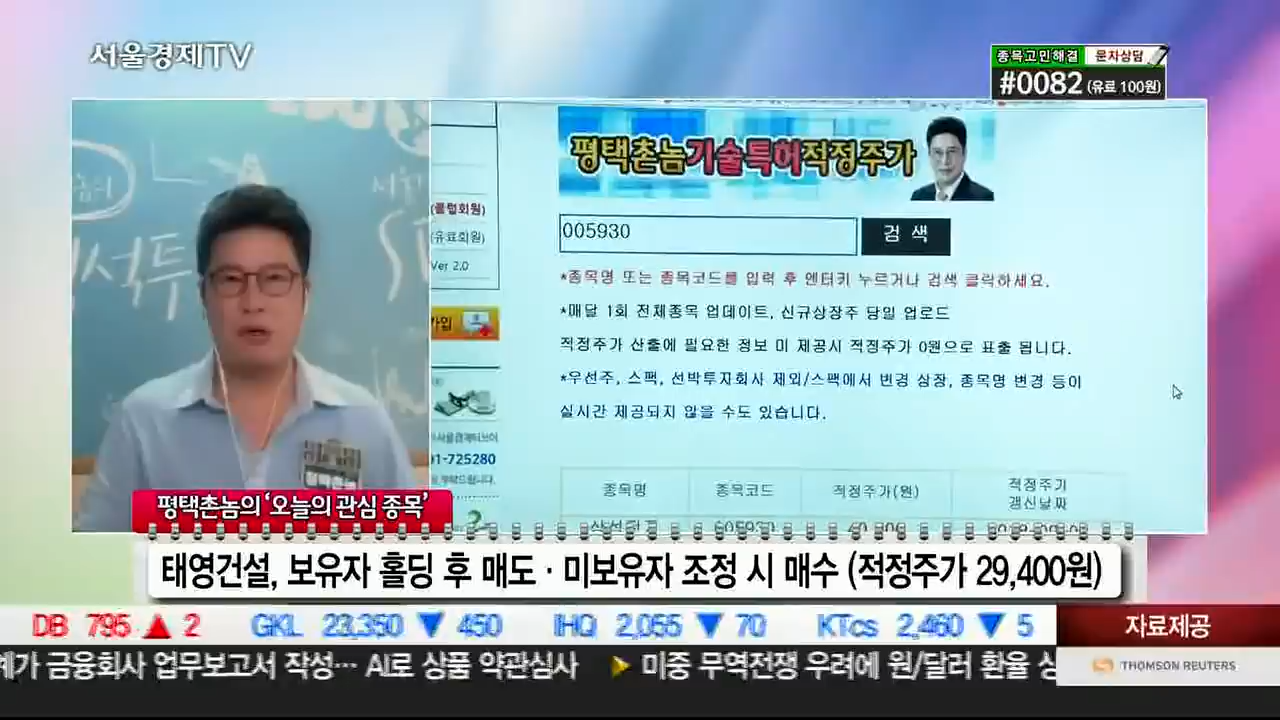 서울경제TV
종목고민해결 문자상담
#0082 (유료 100원)
석투
(클럽회원)
(유료회원)
Ver 2.0
가입
1-725280
평택촌놈기술특허적정주가
005930
검 색
*종목명 또는 종목코드를 입력 후 엔터키 누르거나 검색 클릭하세요.
*매달 1회 전체종목 업데이트, 신규상장주 당일 업로드
적정주가 산출에 필요한 정보 미 제공시 적정주가 0원으로 표출 됩니다.
*우선주, 스팩, 선박투자회사 제외/스팩에서 변경 상장, 종목명 변경 등이
실시간 제공되지 않을 수도 있습니다.
종목명 종목코드 적정주가(원) 적정주가
갱신날짜
평택촌놈의 '오늘의 관심 종목'
태영건설, 보유자 홀딩 후 매도·미보유자 조정 시 매수 (적정주가 29,400원)
DB 795 ▲ 2 GKL 23,350 ▼ 450 IHQ 2,055 ▼ 70 KTcs 2,460 ▼ 5 자료제공
계가 금융회사 업무보고서 작성… AI로 상품 약관심사 ▶ 미중 무역전쟁 우려에 원/달러 환율 상
THOMSON REUTERS